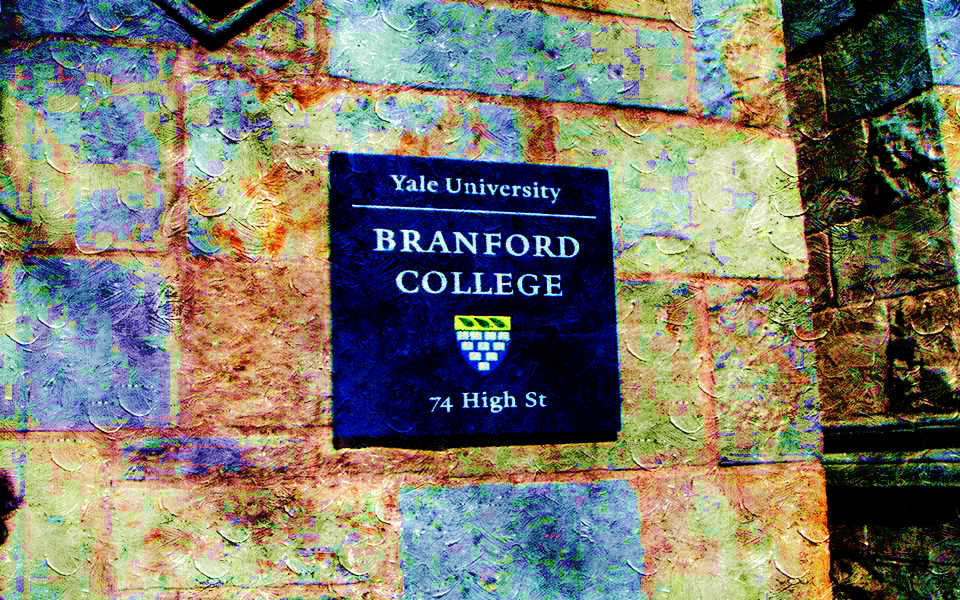 Yale University
BRANFORD
COLLEGE
74 High St